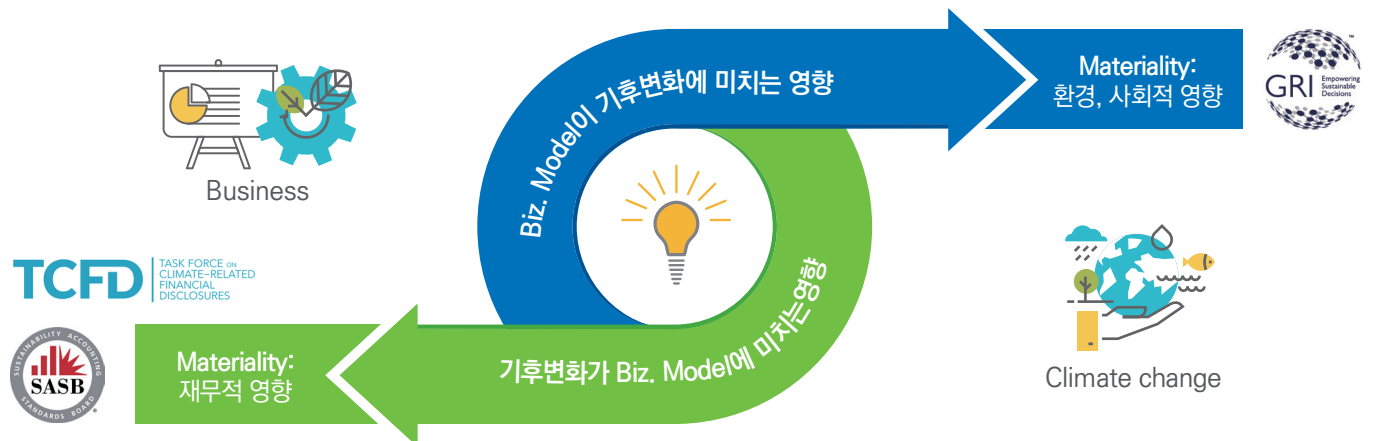 Biz. Model이 기후변화에 미치는 영향
Materiality:
환경, 사회적 영향
™
GRI
Empowering
Sustainable
Decisions
Business
TCFD
TASK FORCE ON
CLIMATE-RELATED
FINANCIAL
DISCLOSURES
SUSTAINABILITY ACCOUNTING
SASB
STANDARDS BOARD
®
Materiality:
재무적 영향
기후변화가 Biz. Model에 미치는영향
Climate change